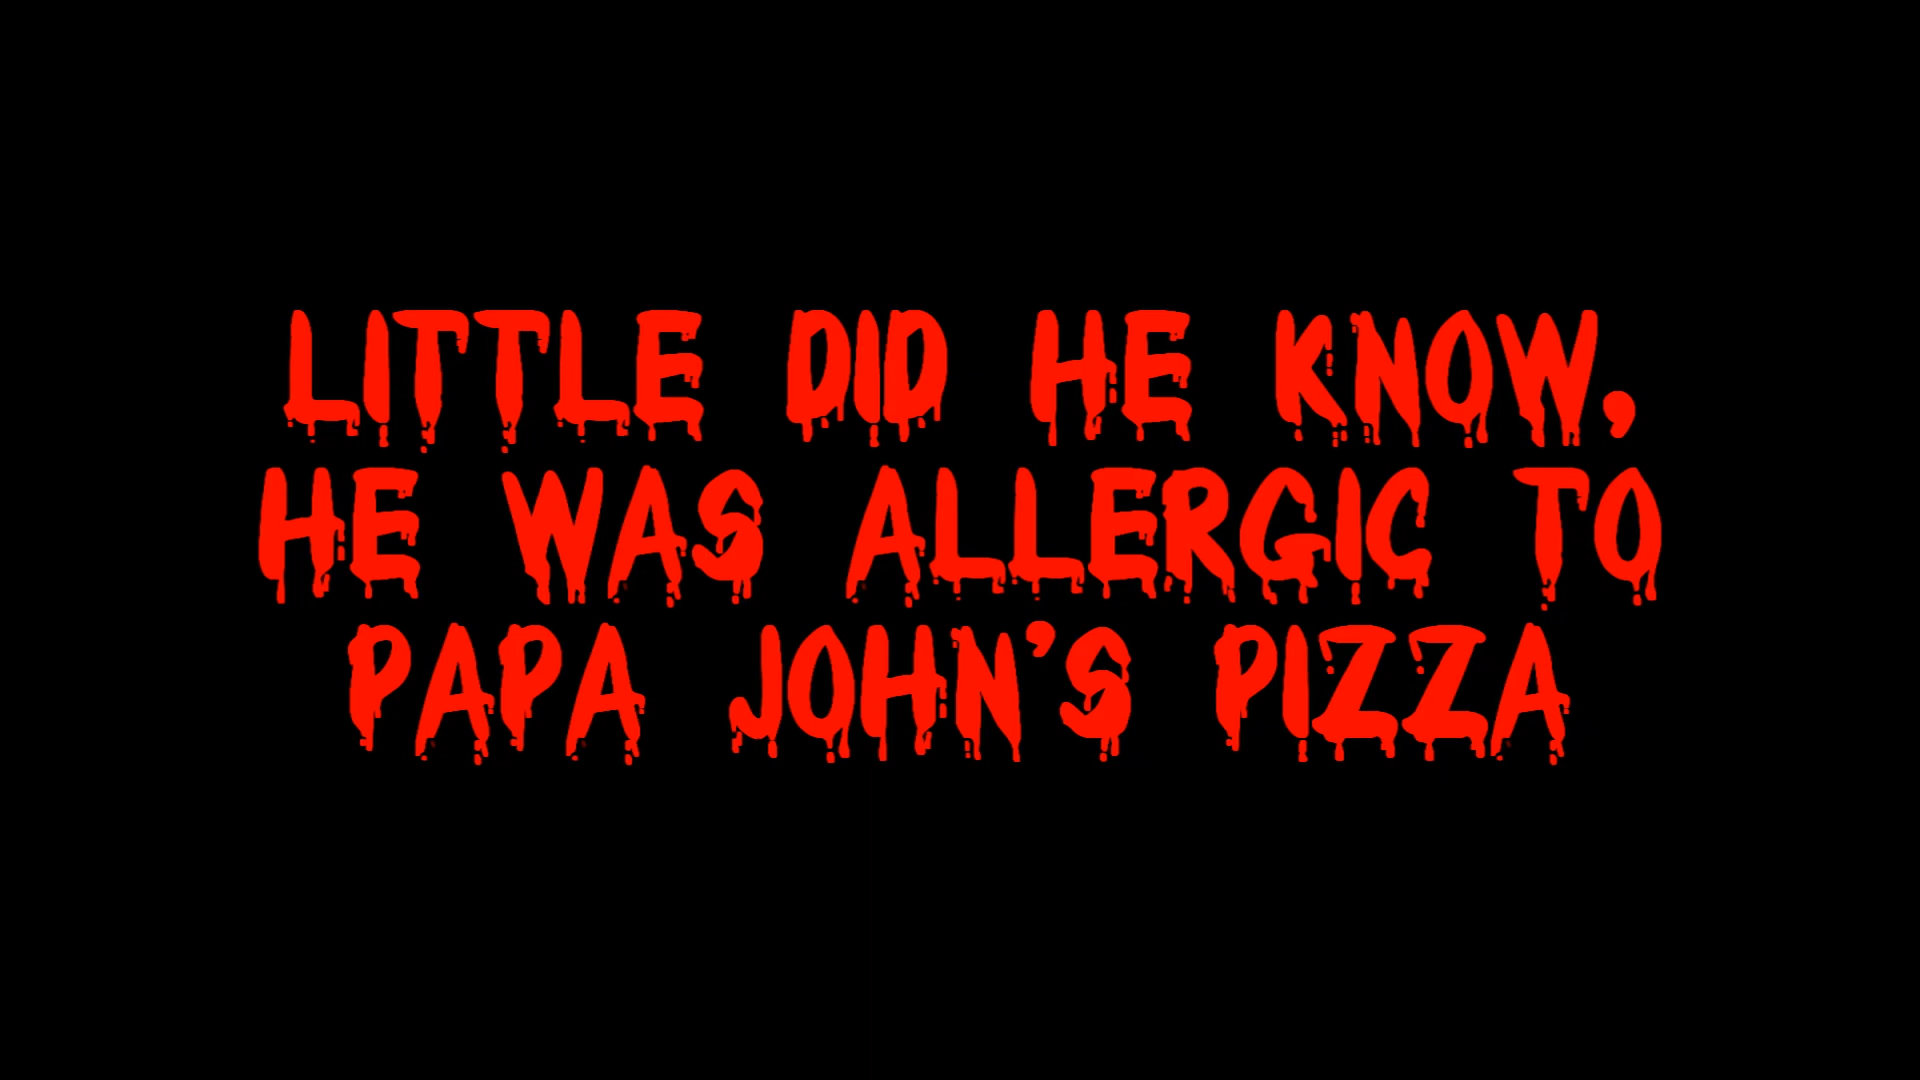 LITTLE DID HE KNOW,
HE WAS ALLERGIC TO
PAPA JOHN'S PIZZA